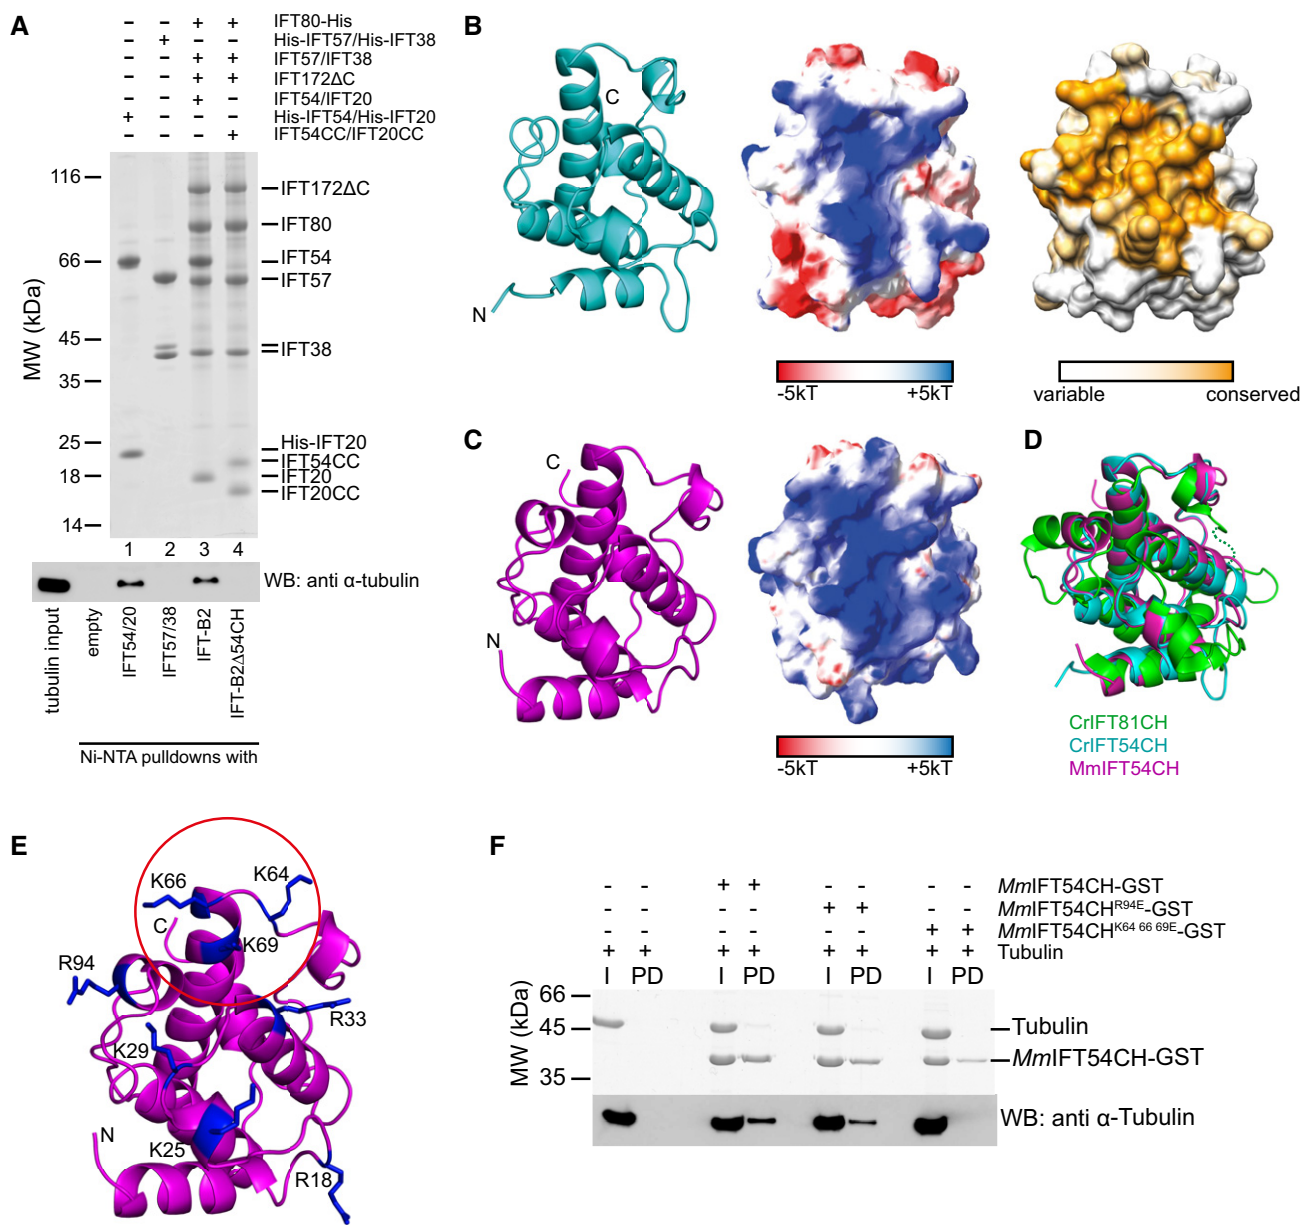 A
- - + + IFT80-His
- + - - His-IFT57/His-IFT38
- - + + IFT57/IFT38
- - + + IFT172ΔC
- - + - IFT54/IFT20
+ - - - His-IFT54/His-IFT20
- - - + IFT54CC/IFT20CC
MW (kDa)
116
66
45
35
25
18
14
IFT172ΔC
IFT80
IFT54
IFT57
IFT38
His-IFT20
IFT54CC
IFT20
IFT20CC
1 2 3 4
WB: anti α-tubulin
tubulin input
empty
IFT54/20
IFT57/38
IFT-B2
IFT-B2Δ54CH
Ni-NTA pulldowns with
B
C
N
-5kT +5kT
variable conserved
C
C
N
-5kT +5kT
D
CrIFT81CH
CrIFT54CH
MmIFT54CH
E
K66
K64
C
K69
R94
R33
K29
N
K25
R18
F
- - + + - - - - MmIFT54CH-GST
- - - - + + - - MmIFT54CH^R94E-GST
- - - - - - + + MmIFT54CH^K64 66 69E-GST
+ + + + + + + + Tubulin
I PD I PD I PD I PD
MW (kDa)
66
45
35
Tubulin
MmIFT54CH-GST
WB: anti α-Tubulin